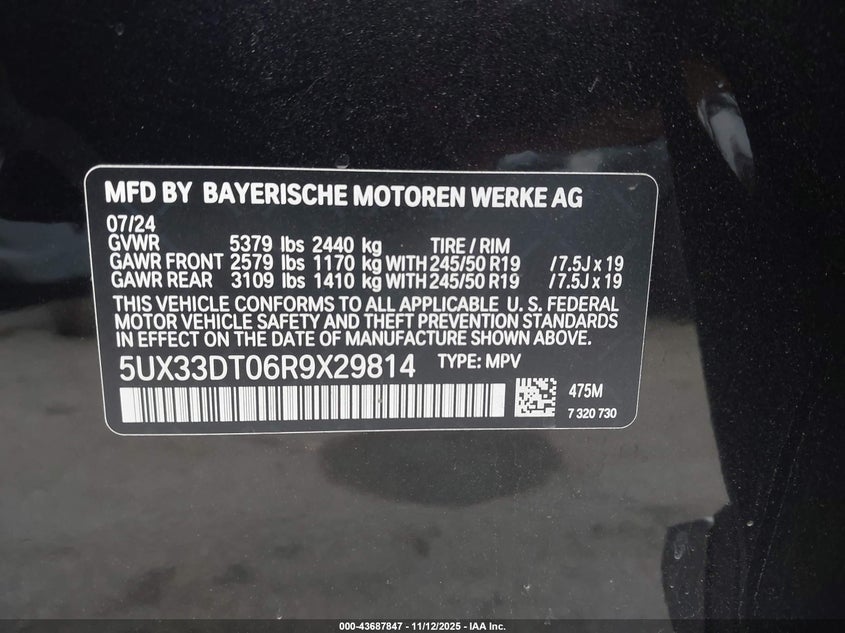 MFD BY BAYERISCHE MOTOREN WERKE AG
07/24
GVWR 5379 lbs 2440 kg TIRE / RIM
GAWR FRONT 2579 lbs 1170 kg WITH 245/50 R19 /7.5J x 19
GAWR REAR 3109 lbs 1410 kg WITH 245/50 R19 /7.5J x 19
THIS VEHICLE CONFORMS TO ALL APPLICABLE U. S. FEDERAL
MOTOR VEHICLE SAFETY AND THEFT PREVENTION STANDARDS
IN EFFECT ON THE DATE OF MANUFACTURE SHOWN ABOVE.
5UX33DT06R9X29814 TYPE: MPV
475M
7 320 730
000-43687847 - 11/12/2025 - IAA Inc.